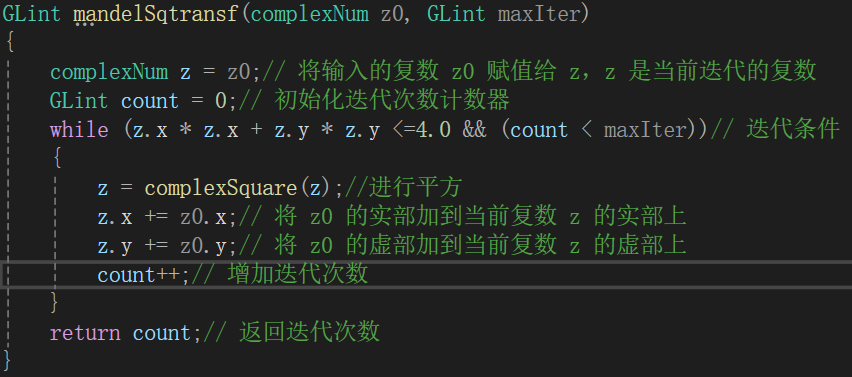 GLint mandelSqtransf(complexNum z0, GLint maxIter)
{
complexNum z = z0;// 将输入的复数 z0 赋值给 z，z 是当前迭代的复数
GLint count = 0;// 初始化迭代次数计数器
while (z.x * z.x + z.y * z.y <=4.0 && (count < maxIter))// 迭代条件
{
z = complexSquare(z);//进行平方
z.x += z0.x;// 将 z0 的实部加到当前复数 z 的实部上
z.y += z0.y;// 将 z0 的虚部加到当前复数 z 的虚部上
count++;// 增加迭代次数
}
return count;// 返回迭代次数
}